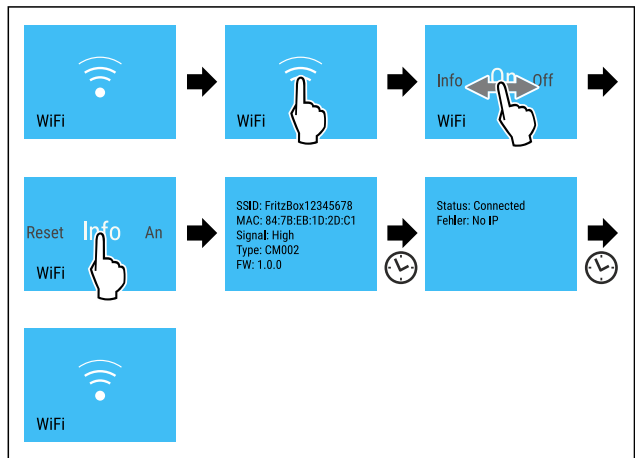 WiFi
WiFi
Info On Off
WiFi
Reset Info An
WiFi
SSID: FritzBox12345678
MAC: 84:7B:EB:1D:2D:C1
Signal: High
Type: CM002
FW: 1.0.0
Status: Connected
Fehler: No IP
WiFi